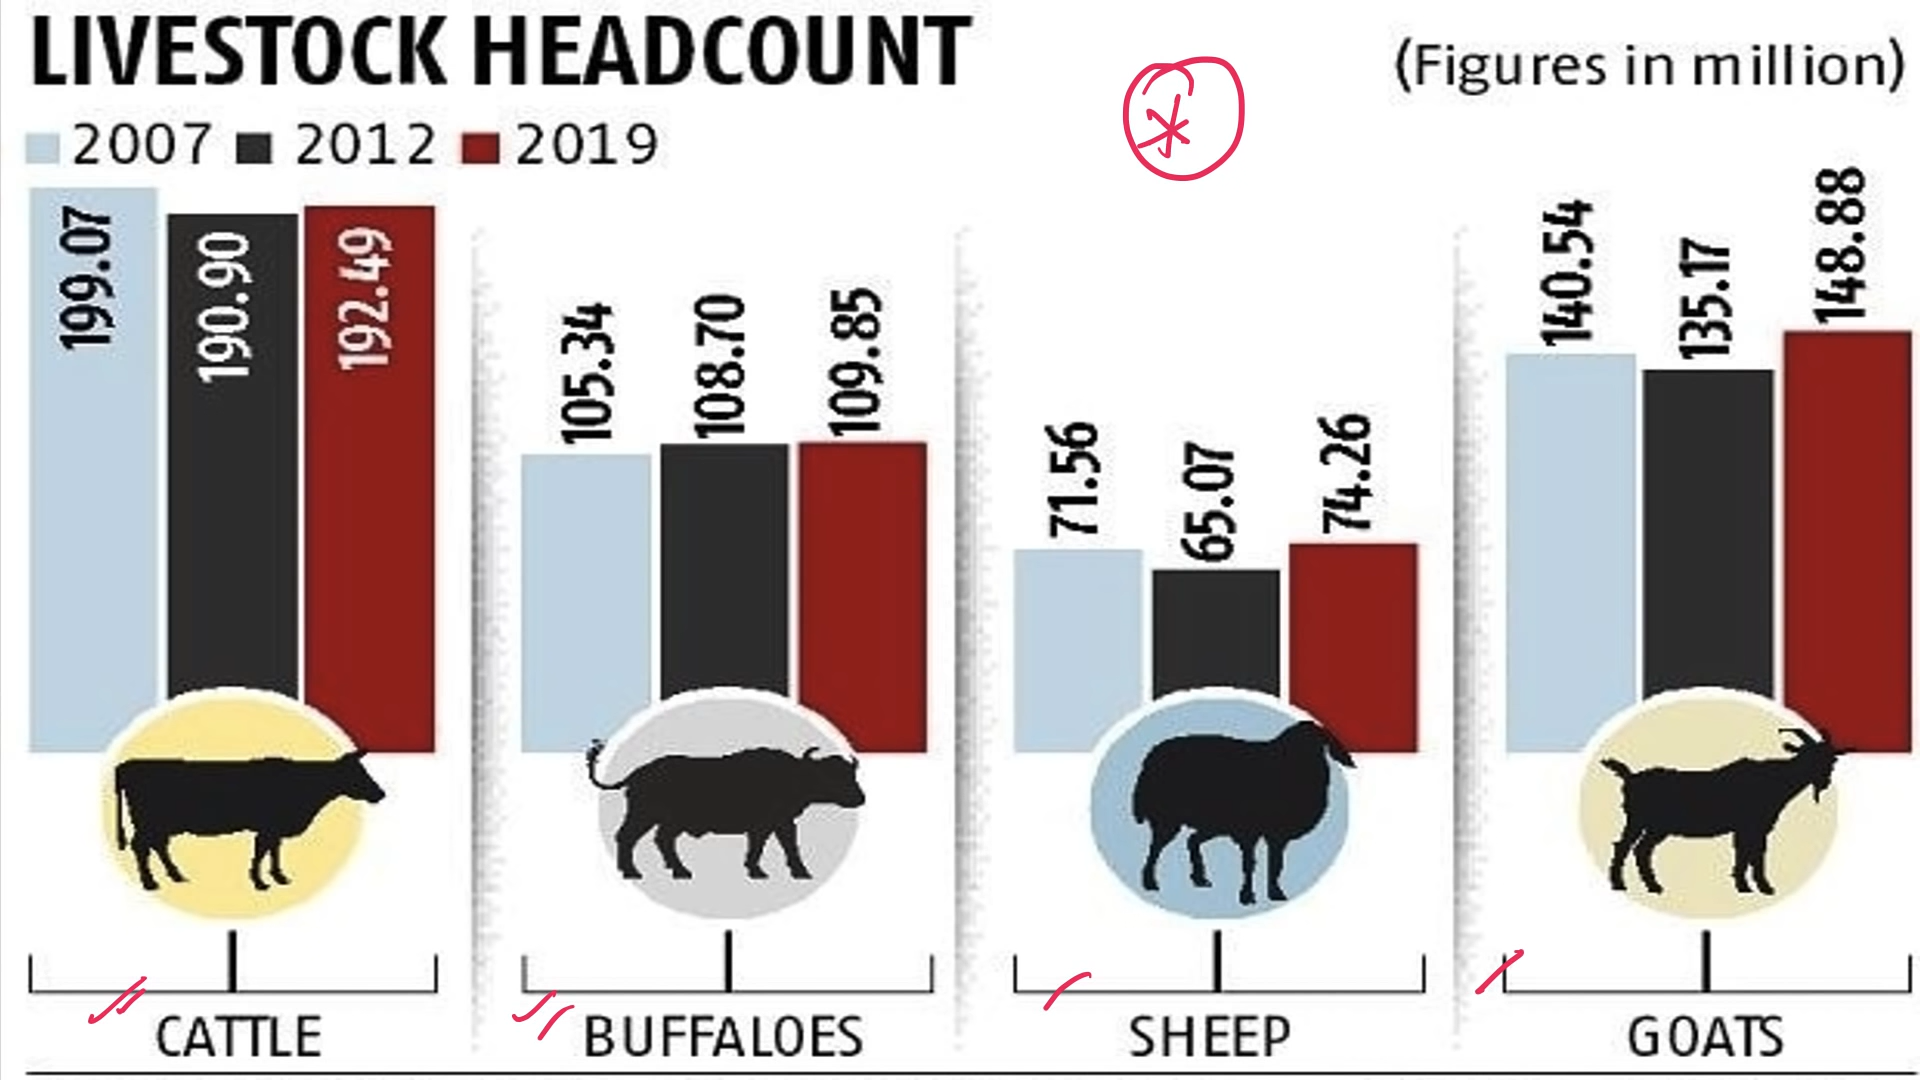 LIVESTOCK HEADCOUNT
(Figures in million)
2007 2012 2019
199.07
190.90
192.49
105.34
108.70
109.85
71.56
65.07
74.26
140.54
135.17
148.88
CATTLE
BUFFALOES
SHEEP
GOATS